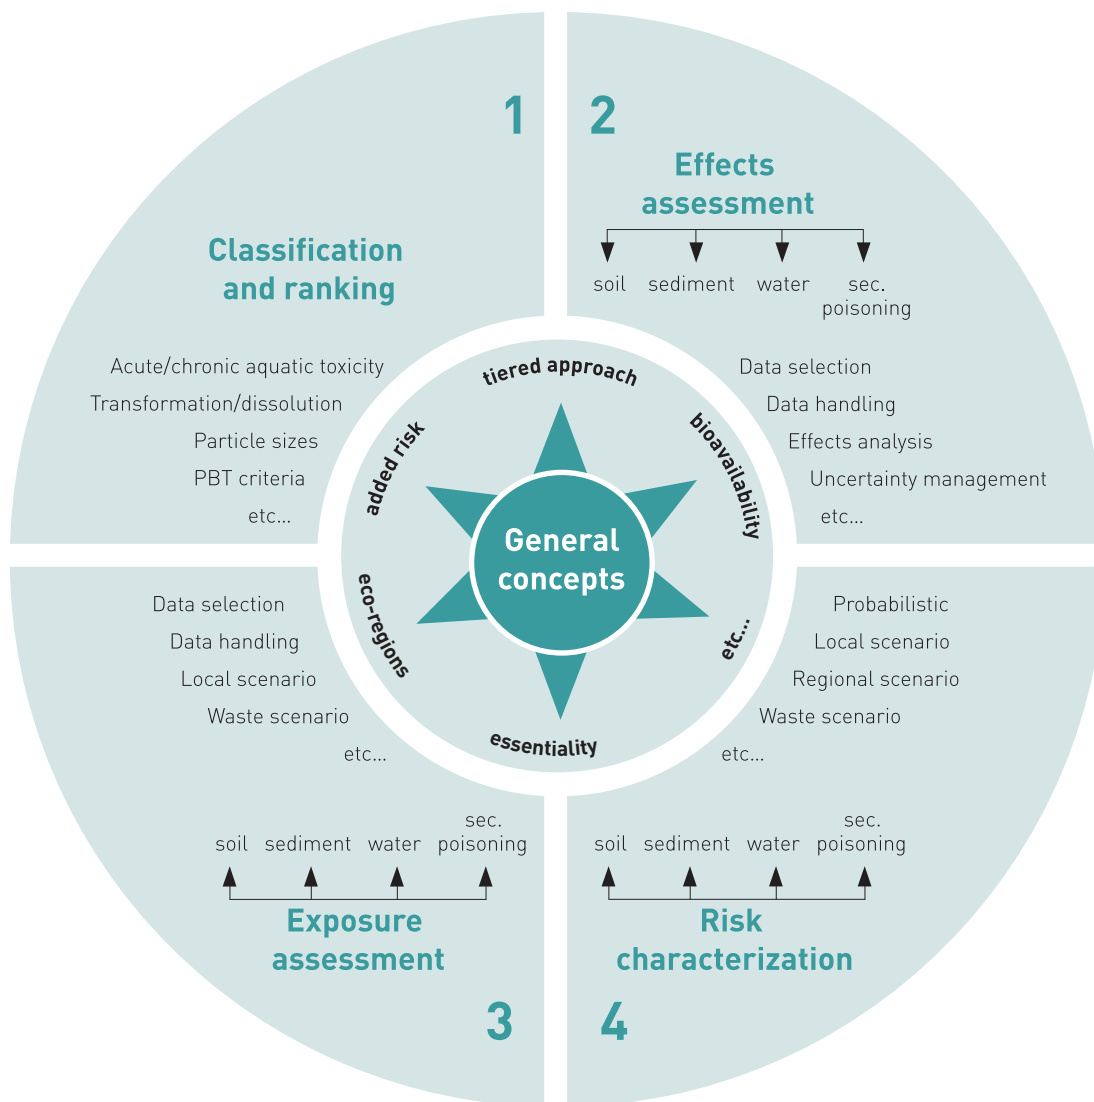 1
Classification
and ranking
Acute/chronic aquatic toxicity
Transformation/dissolution
Particle sizes
PBT criteria
etc...
2
Effects
assessment
soil sediment water sec.
poisoning
Data selection
Data handling
Effects analysis
Uncertainty management
etc...
tiered approach
added risk
bioavailability
General
concepts
eco-regions
etc...
essentiality
Data selection
Data handling
Local scenario
Waste scenario
etc...
sec.
soil sediment water poisoning
Exposure
assessment
3
Probabilistic
Local scenario
Regional scenario
Waste scenario
etc...
sec.
soil sediment water poisoning
Risk
characterization
4